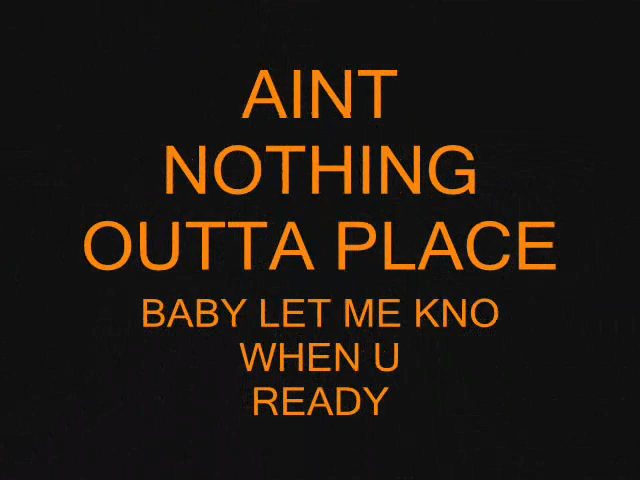 AINT
NOTHING
OUTTA PLACE
BABY LET ME KNO
WHEN U
READY